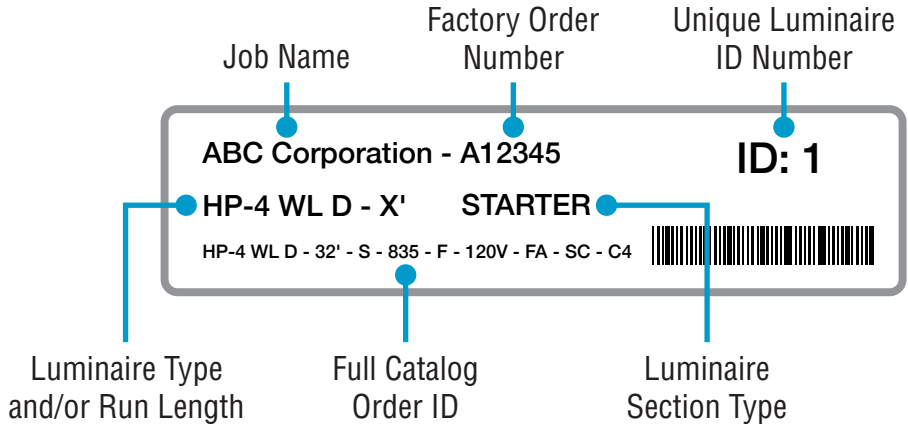 Job Name
Factory Order
Number
Unique Luminaire
ID Number
ABC Corporation - A12345
ID: 1
HP-4 WL D - X'
STARTER
HP-4 WL D - 32' - S - 835 - F - 120V - FA - SC - C4
Luminaire Type
and/or Run Length
Full Catalog
Order ID
Luminaire
Section Type